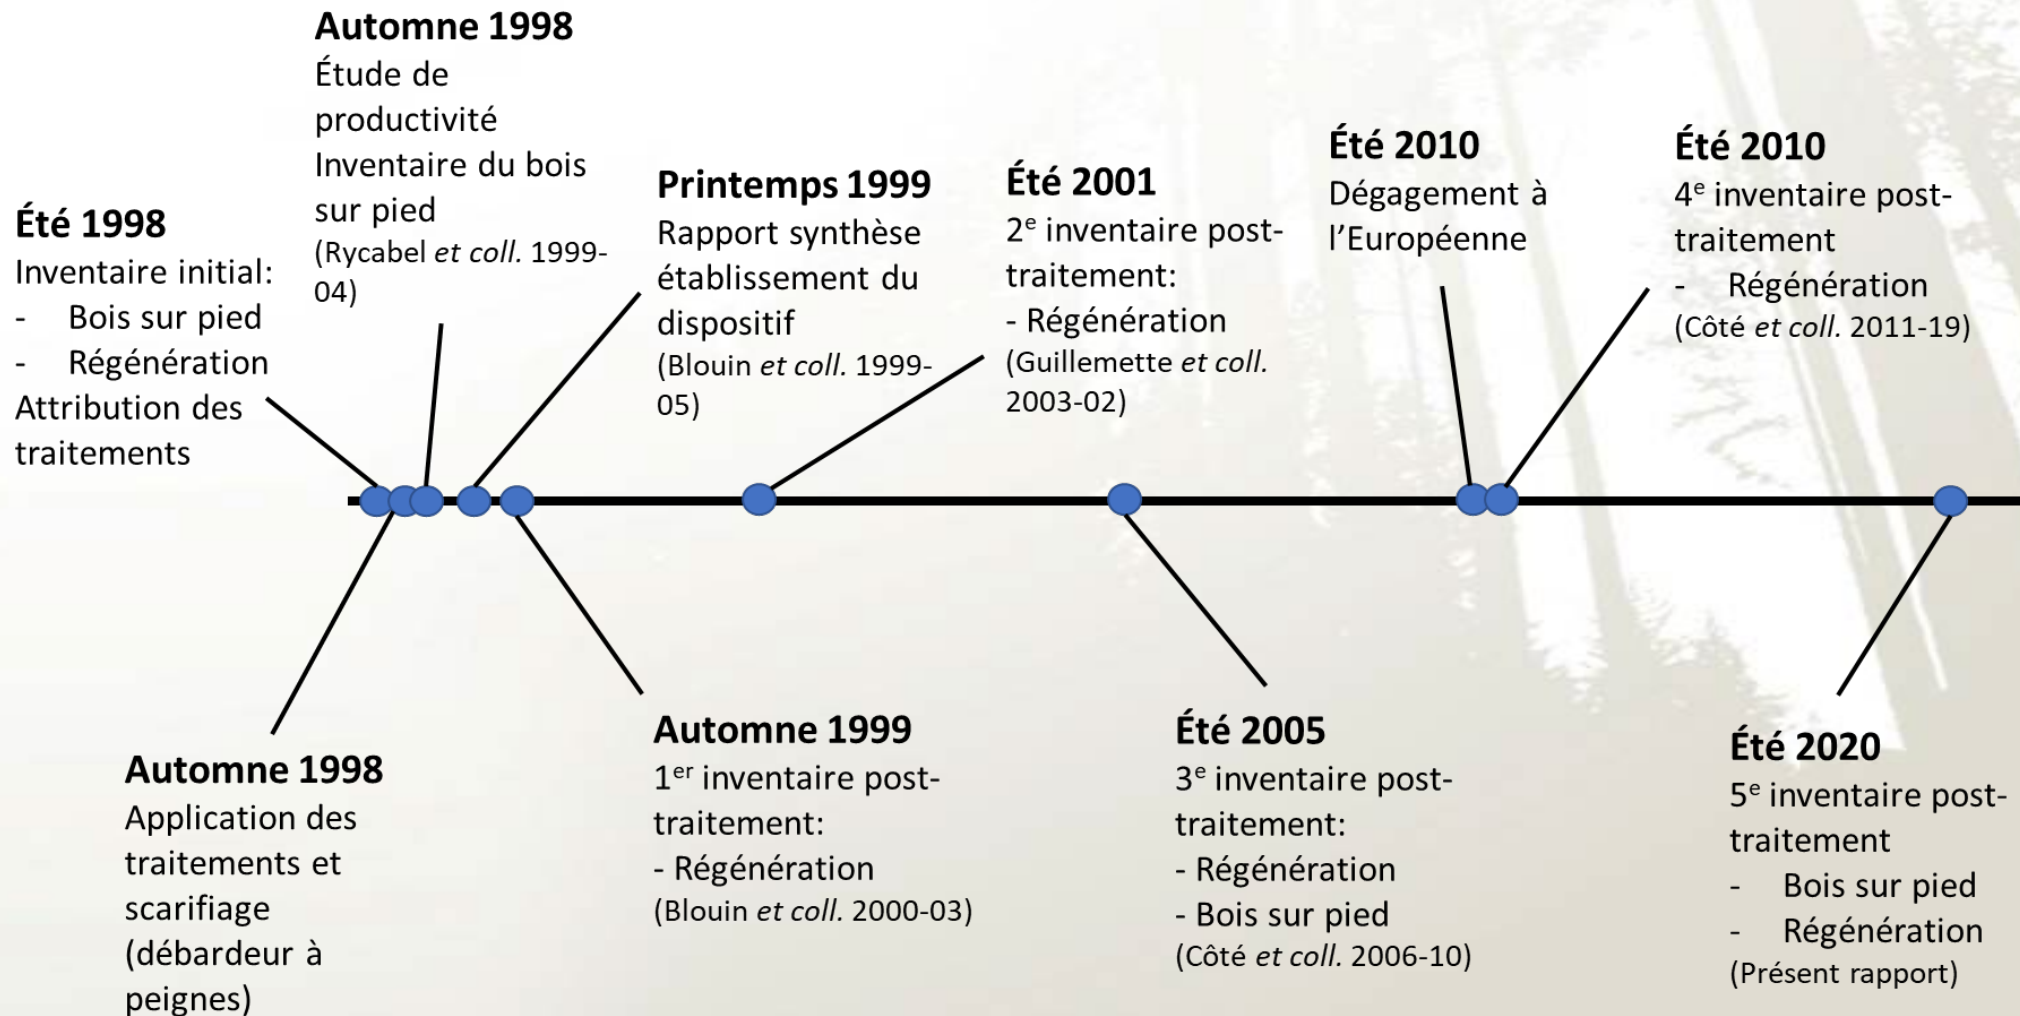 Été 1998
Inventaire initial:
- Bois sur pied
- Régénération
Attribution des
traitements
Automne 1998
Étude de
productivité
Inventaire du bois
sur pied
(Rycabel et coll. 1999-
04)
Printemps 1999
Rapport synthèse
établissement du
dispositif
(Blouin et coll. 1999-
05)
Été 2001
2e inventaire post-
traitement:
- Régénération
(Guillemette et coll.
2003-02)
Été 2010
Dégagement à
l’Européenne
Été 2010
4e inventaire post-
traitement
- Régénération
(Côté et coll. 2011-19)
Automne 1998
Application des
traitements et
scarifiage
(débardeur à
peignes)
Automne 1999
1er inventaire post-
traitement:
- Régénération
(Blouin et coll. 2000-03)
Été 2005
3e inventaire post-
traitement:
- Régénération
- Bois sur pied
(Côté et coll. 2006-10)
Été 2020
5e inventaire post-
traitement
- Bois sur pied
- Régénération
(Présent rapport)